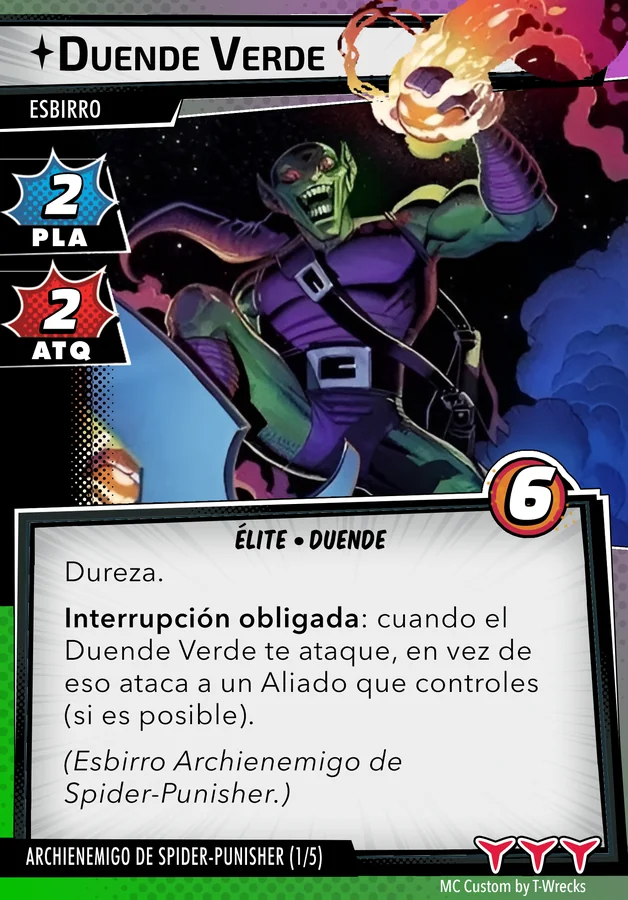 Duende Verde
ESBIRRO
2
PLA
2
ATQ
6
ÉLITE • DUENDE
Dureza.
Interrupción obligada: cuando el
Duende Verde te ataque, en vez de
eso ataca a un Aliado que controles
(si es posible).
(Esbirro Archienemigo de
Spider-Punisher.)
ARCHIENEMIGO DE SPIDER-PUNISHER (1/5)
MC Custom by T-Wrecks